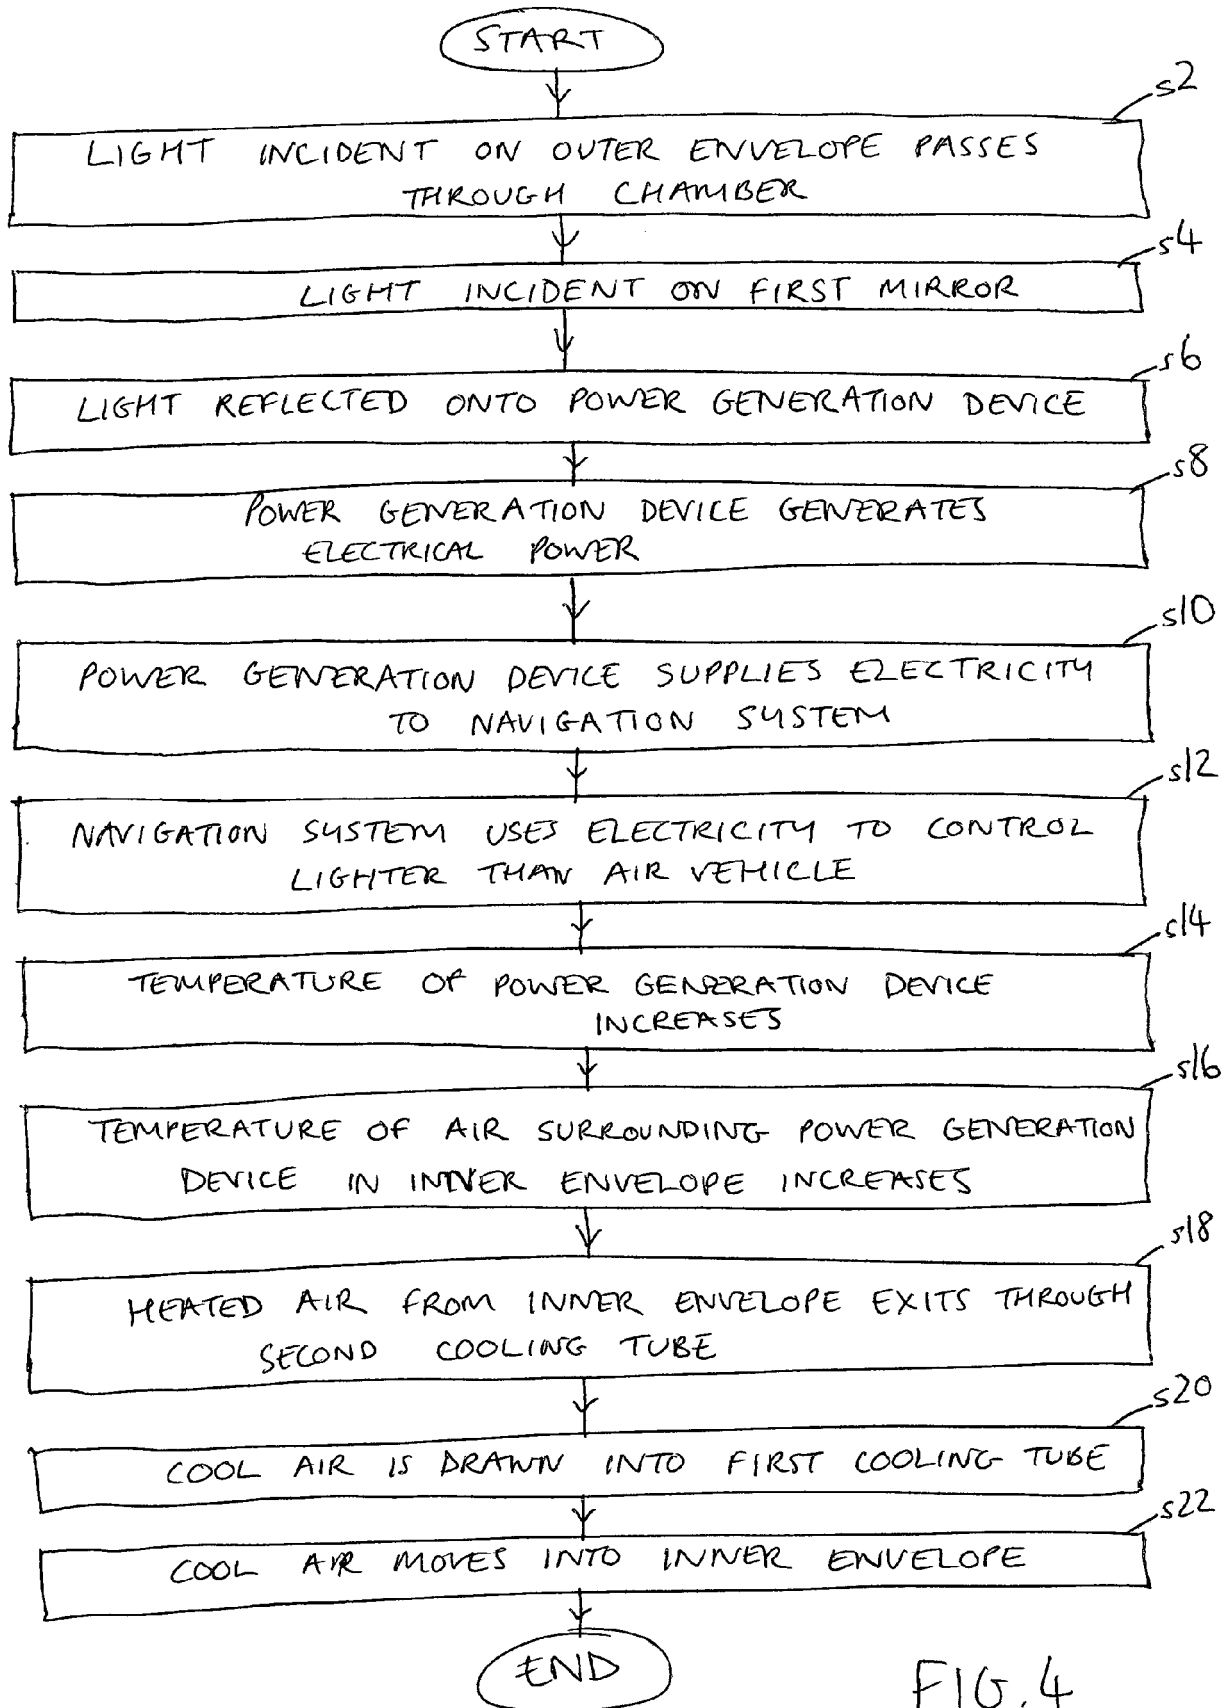 START
s2
LIGHT INCIDENT ON OUTER ENVELOPE PASSES
THROUGH CHAMBER
s4
LIGHT INCIDENT ON FIRST MIRROR
s6
LIGHT REFLECTED ONTO POWER GENERATION DEVICE
s8
POWER GENERATION DEVICE GENERATES
ELECTRICAL POWER
s10
POWER GENERATION DEVICE SUPPLIES ELECTRICITY
TO NAVIGATION SYSTEM
s12
NAVIGATION SYSTEM USES ELECTRICITY TO CONTROL
LIGHTER THAN AIR VEHICLE
s14
TEMPERATURE OF POWER GENERATION DEVICE
INCREASES
s16
TEMPERATURE OF AIR SURROUNDING POWER GENERATION
DEVICE IN INNER ENVELOPE INCREASES
s18
HEATED AIR FROM INNER ENVELOPE EXITS THROUGH
SECOND COOLING TUBE
s20
COOL AIR IS DRAWN INTO FIRST COOLING TUBE
s22
COOL AIR MOVES INTO INNER ENVELOPE
END
FIG.4